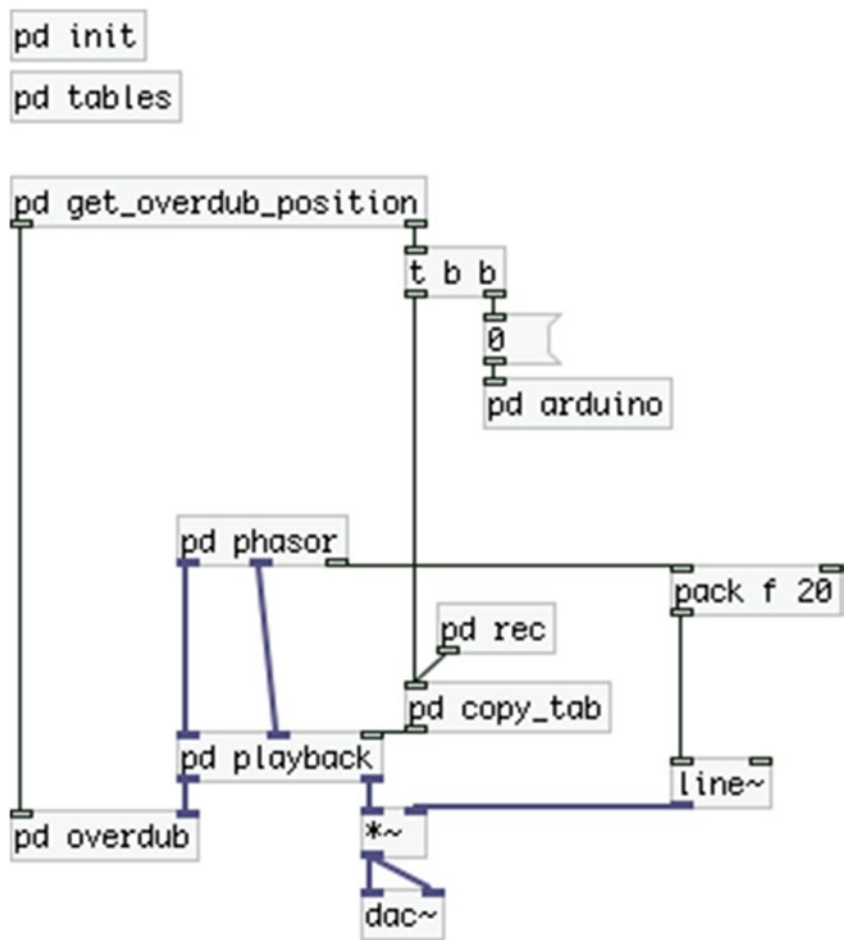 pd init
pd tables
pd get_overdub_position
t b b
0
pd arduino
pd phasor
pack f 20
pd rec
pd copy_tab
pd playback
line~
*~
pd overdub
dac~